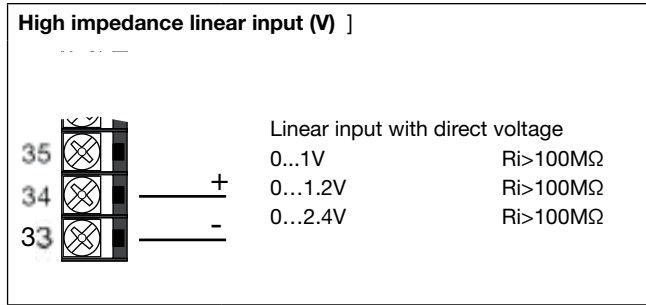 High impedance linear input (V) ]
Linear input with direct voltage
35
0...1V Ri>100MΩ
34 + 0…1.2V Ri>100MΩ
33 - 0…2.4V Ri>100MΩ